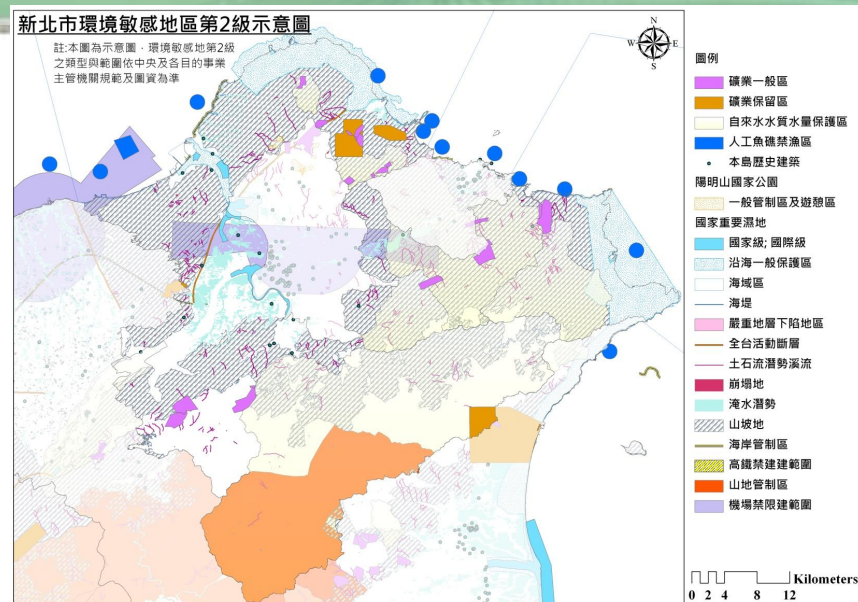 新北市環境敏感地區第2級示意圖
註:本圖為示意圖，環境敏感地第2級
之類型與範圍依中央及各目的事業
主管機關規範及圖資為準
N
W
E
S
圖例
礦業一般區
礦業保留區
自來水水質水量保護區
人工魚礁禁漁區
本島歷史建築
陽明山國家公園
一般管制區及遊憩區
國家重要濕地
國家級; 國際級
沿海一般保護區
海域區
海堤
嚴重地層下陷地區
全台活動斷層
土石流潛勢溪流
崩塌地
淹水潛勢
山坡地
海岸管制區
高鐵禁建建範圍
山地管制區
機場禁限建範圍
Kilometers
0 2 4 8 12